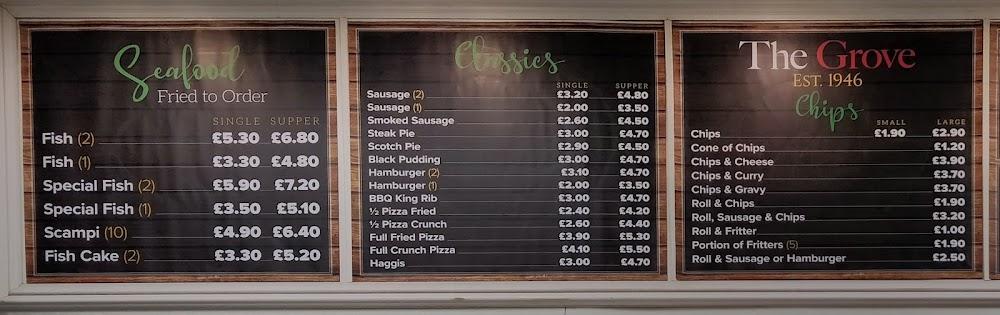 Seafood
Fried to Order
SINGLE SUPPER
Fish (2) £5.30 £6.80
Fish (1) £3.30 £4.80
Special Fish (2) £5.90 £7.20
Special Fish (1) £3.50 £5.10
Scampi (10) £4.90 £6.40
Fish Cake (2) £3.30 £5.20
Classics
SINGLE SUPPER
Sausage (2) £3.20 £4.80
Sausage (1) £2.00 £3.50
Smoked Sausage £2.60 £4.50
Steak Pie £3.00 £4.70
Scotch Pie £2.90 £4.50
Black Pudding £3.00 £4.70
Hamburger (2) £3.10 £4.70
Hamburger (1) £2.00 £3.50
BBQ King Rib £3.00 £4.70
½ Pizza Fried £2.40 £4.20
½ Pizza Crunch £2.60 £4.40
Full Fried Pizza £3.90 £5.30
Full Crunch Pizza £4.10 £5.50
Haggis £3.00 £4.70
The Grove
EST. 1946
Chips
SMALL LARGE
Chips £1.90 £2.90
Cone of Chips £1.20
Chips & Cheese £3.90
Chips & Curry £3.70
Chips & Gravy £3.70
Roll & Chips £1.90
Roll, Sausage & Chips £3.20
Roll & Fritter £1.00
Portion of Fritters (5) £1.90
Roll & Sausage or Hamburger £2.50